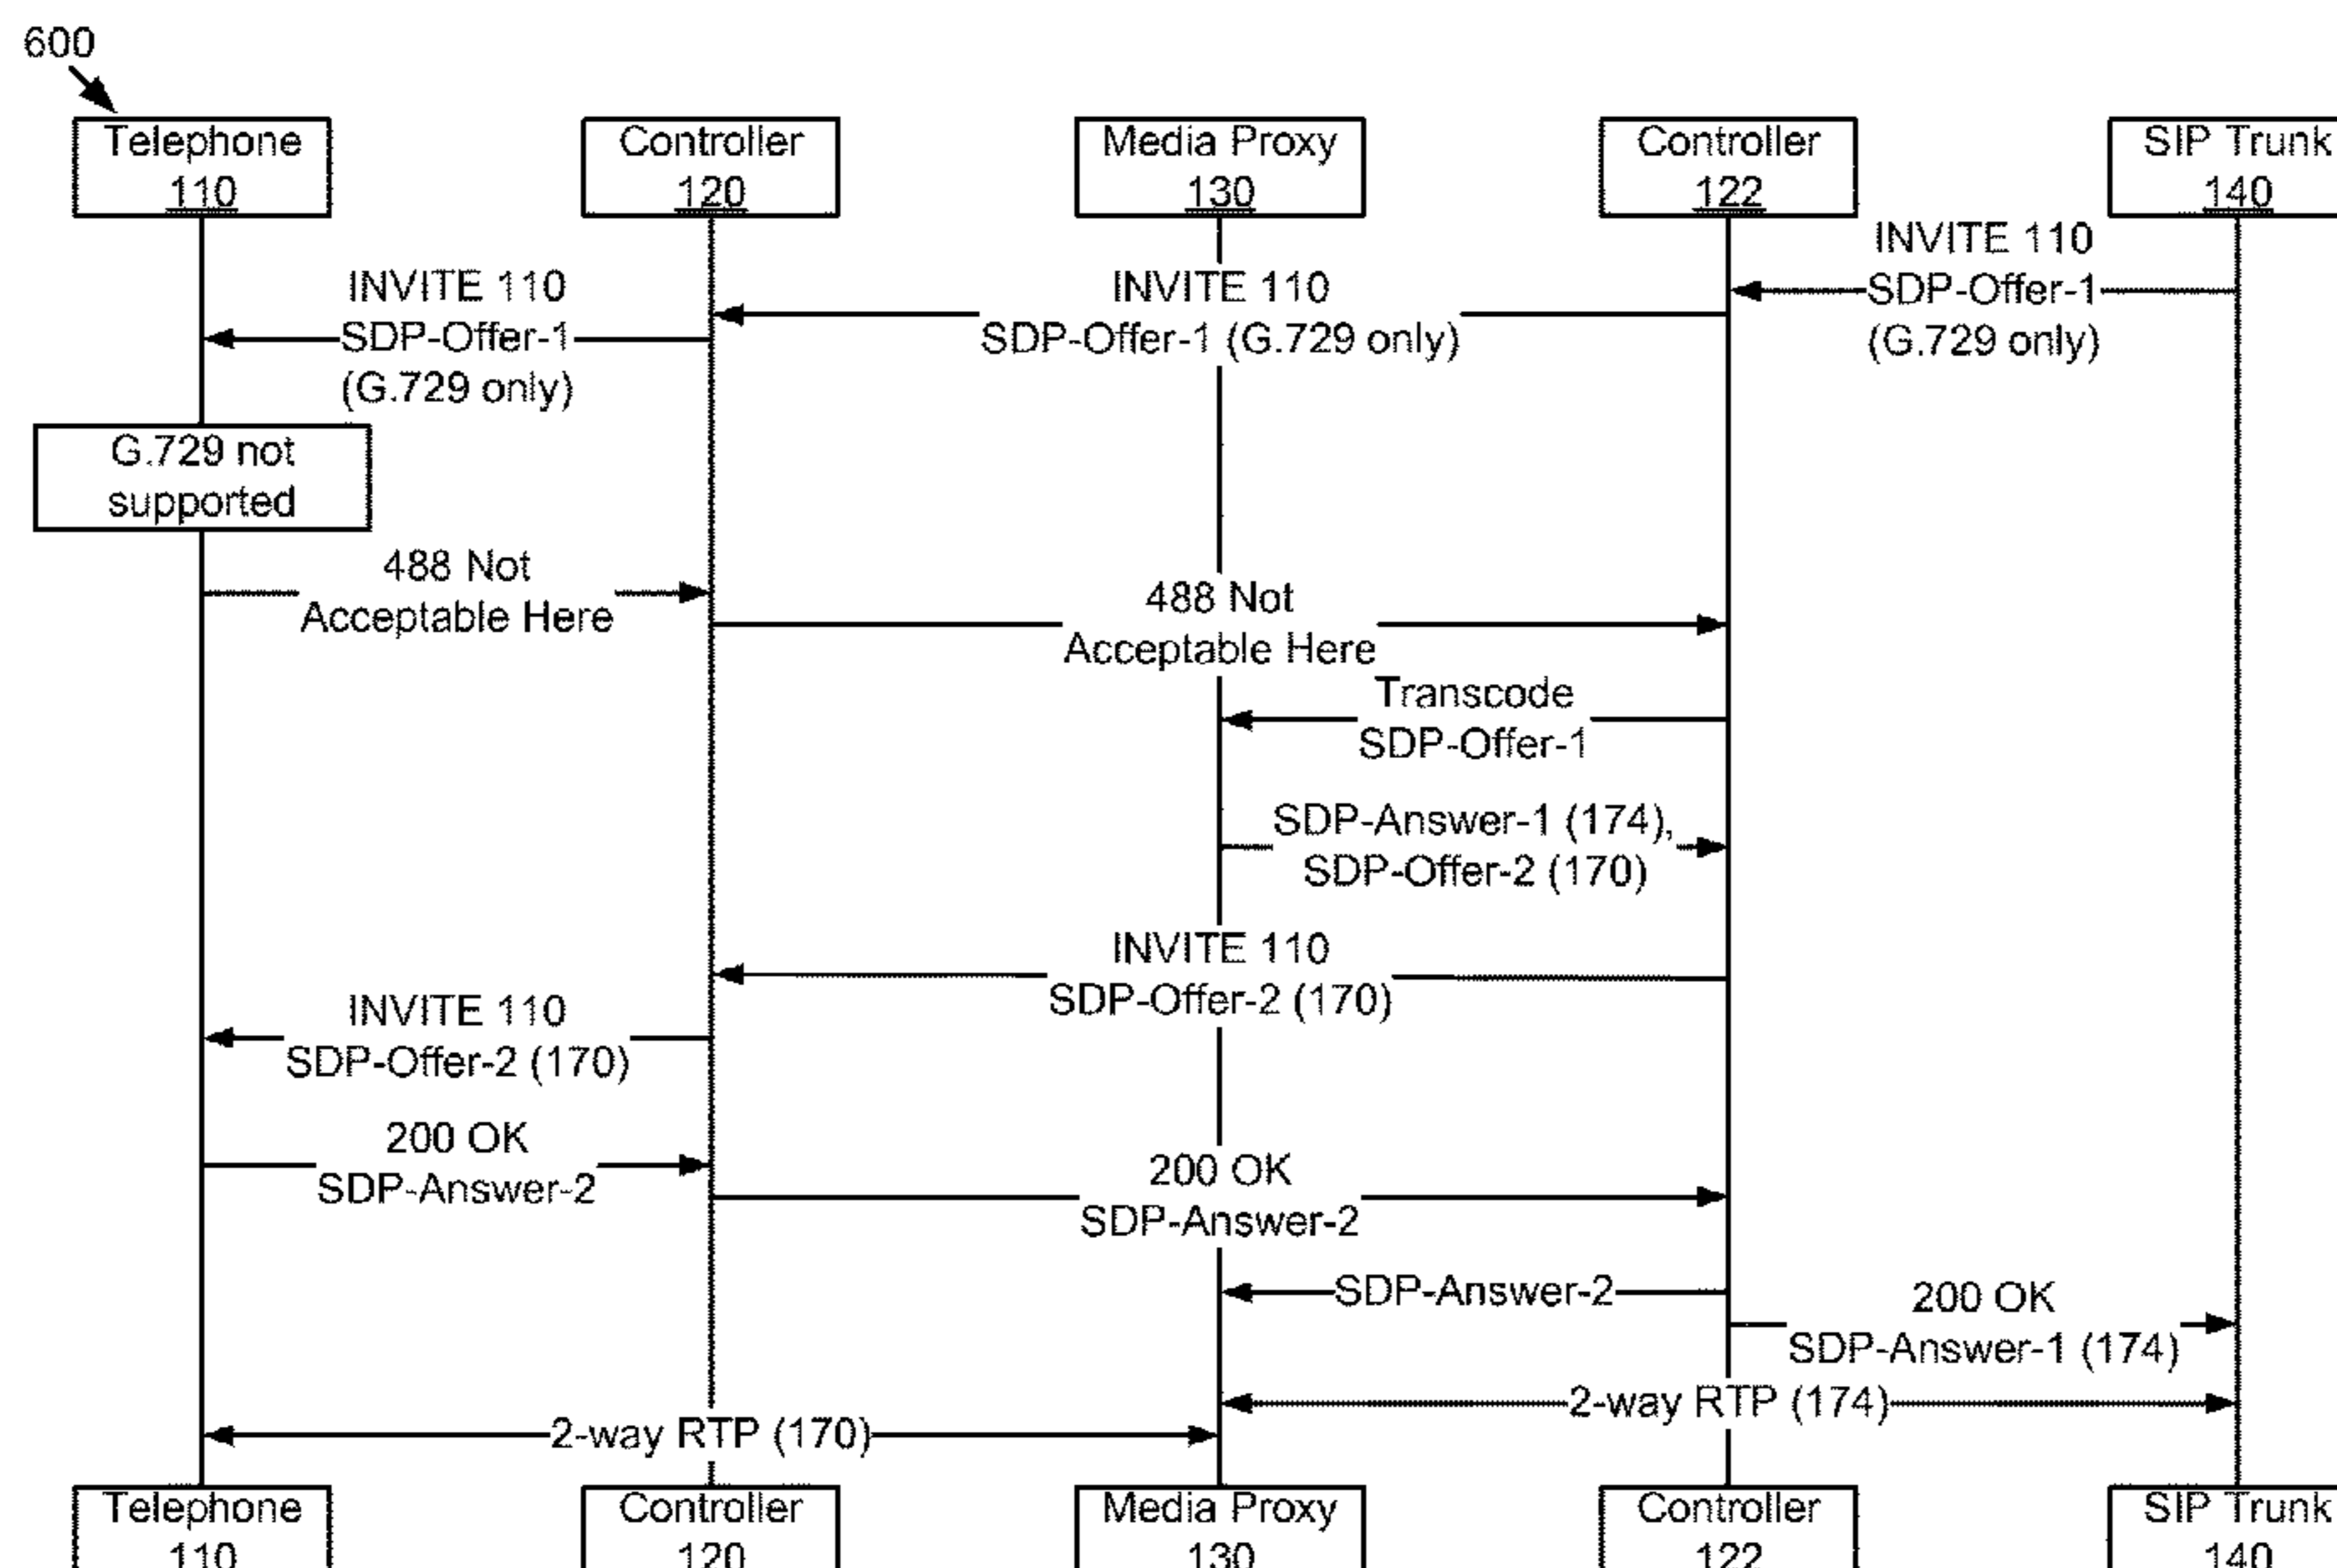 600
Telephone
110
Controller
120
Media Proxy
130
Controller
122
SIP Trunk
140
INVITE 110
SDP-Offer-1
(G.729 only)
INVITE 110
SDP-Offer-1 (G.729 only)
INVITE 110
SDP-Offer-1
(G.729 only)
G.729 not
supported
488 Not
Acceptable Here
488 Not
Acceptable Here
Transcode
SDP-Offer-1
SDP-Answer-1 (174),
SDP-Offer-2 (170)
INVITE 110
SDP-Offer-2 (170)
INVITE 110
SDP-Offer-2 (170)
200 OK
SDP-Answer-2
200 OK
SDP-Answer-2
SDP-Answer-2
200 OK
SDP-Answer-1 (174)
2-way RTP (174)
2-way RTP (170)
Telephone
110
Controller
120
Media Proxy
130
Controller
122
SIP Trunk
140